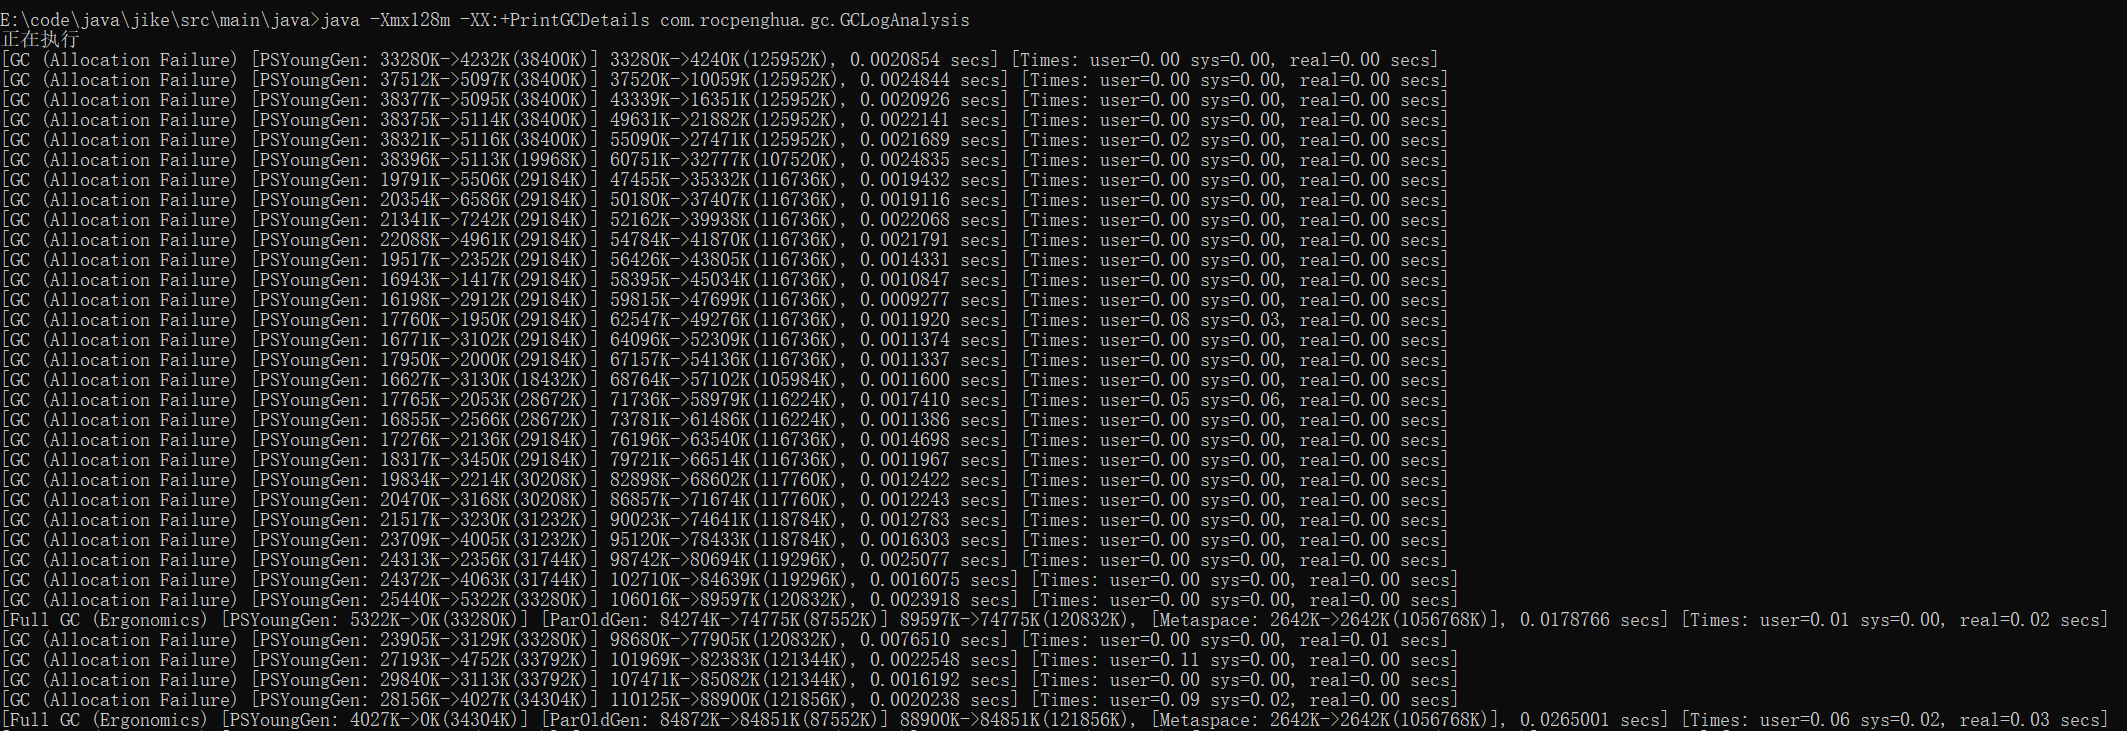 E:\code\java\jike\src\main\java>java -Xmx128m -XX:+PrintGCDetails com.rocpenghua.gc.GCLogAnalysis
正在执行
[GC (Allocation Failure) [PSYoungGen: 33280K->4232K(38400K)] 33280K->4240K(125952K), 0.0020854 secs] [Times: user=0.00 sys=0.00, real=0.00 secs]
[GC (Allocation Failure) [PSYoungGen: 37512K->5097K(38400K)] 37520K->10059K(125952K), 0.0024844 secs] [Times: user=0.00 sys=0.00, real=0.00 secs]
[GC (Allocation Failure) [PSYoungGen: 38377K->5095K(38400K)] 43339K->16351K(125952K), 0.0020926 secs] [Times: user=0.00 sys=0.00, real=0.00 secs]
[GC (Allocation Failure) [PSYoungGen: 38375K->5114K(38400K)] 49631K->21882K(125952K), 0.0022141 secs] [Times: user=0.00 sys=0.00, real=0.00 secs]
[GC (Allocation Failure) [PSYoungGen: 38321K->5116K(38400K)] 55090K->27471K(125952K), 0.0021689 secs] [Times: user=0.02 sys=0.00, real=0.00 secs]
[GC (Allocation Failure) [PSYoungGen: 38396K->5113K(19968K)] 60751K->32777K(107520K), 0.0024835 secs] [Times: user=0.00 sys=0.00, real=0.00 secs]
[GC (Allocation Failure) [PSYoungGen: 19791K->5506K(29184K)] 47455K->35332K(116736K), 0.0019432 secs] [Times: user=0.00 sys=0.00, real=0.00 secs]
[GC (Allocation Failure) [PSYoungGen: 20354K->6586K(29184K)] 50180K->37407K(116736K), 0.0019116 secs] [Times: user=0.00 sys=0.00, real=0.00 secs]
[GC (Allocation Failure) [PSYoungGen: 21341K->7242K(29184K)] 52162K->39938K(116736K), 0.0022068 secs] [Times: user=0.00 sys=0.00, real=0.00 secs]
[GC (Allocation Failure) [PSYoungGen: 22088K->4961K(29184K)] 54784K->41870K(116736K), 0.0021791 secs] [Times: user=0.00 sys=0.00, real=0.00 secs]
[GC (Allocation Failure) [PSYoungGen: 19517K->2352K(29184K)] 56426K->43805K(116736K), 0.0014331 secs] [Times: user=0.00 sys=0.00, real=0.00 secs]
[GC (Allocation Failure) [PSYoungGen: 16943K->1417K(29184K)] 58395K->45034K(116736K), 0.0010847 secs] [Times: user=0.00 sys=0.00, real=0.00 secs]
[GC (Allocation Failure) [PSYoungGen: 16198K->2912K(29184K)] 59815K->47699K(116736K), 0.0009277 secs] [Times: user=0.00 sys=0.00, real=0.00 secs]
[GC (Allocation Failure) [PSYoungGen: 17760K->1950K(29184K)] 62547K->49276K(116736K), 0.0011920 secs] [Times: user=0.08 sys=0.03, real=0.00 secs]
[GC (Allocation Failure) [PSYoungGen: 16771K->3102K(29184K)] 64096K->52309K(116736K), 0.0011374 secs] [Times: user=0.00 sys=0.00, real=0.00 secs]
[GC (Allocation Failure) [PSYoungGen: 17950K->2000K(29184K)] 67157K->54136K(116736K), 0.0011337 secs] [Times: user=0.00 sys=0.00, real=0.00 secs]
[GC (Allocation Failure) [PSYoungGen: 16627K->3130K(18432K)] 68764K->57102K(105984K), 0.0011600 secs] [Times: user=0.00 sys=0.00, real=0.00 secs]
[GC (Allocation Failure) [PSYoungGen: 17765K->2053K(28672K)] 71736K->58979K(116224K), 0.0017410 secs] [Times: user=0.05 sys=0.06, real=0.00 secs]
[GC (Allocation Failure) [PSYoungGen: 16855K->2566K(28672K)] 73781K->61486K(116224K), 0.0011386 secs] [Times: user=0.00 sys=0.00, real=0.00 secs]
[GC (Allocation Failure) [PSYoungGen: 17276K->2136K(29184K)] 76196K->63540K(116736K), 0.0014698 secs] [Times: user=0.00 sys=0.00, real=0.00 secs]
[GC (Allocation Failure) [PSYoungGen: 18317K->3450K(29184K)] 79721K->66514K(116736K), 0.0011967 secs] [Times: user=0.00 sys=0.00, real=0.00 secs]
[GC (Allocation Failure) [PSYoungGen: 19834K->2214K(30208K)] 82898K->68602K(117760K), 0.0012422 secs] [Times: user=0.00 sys=0.00, real=0.00 secs]
[GC (Allocation Failure) [PSYoungGen: 20470K->3168K(30208K)] 86857K->71674K(117760K), 0.0012243 secs] [Times: user=0.00 sys=0.00, real=0.00 secs]
[GC (Allocation Failure) [PSYoungGen: 21517K->3230K(31232K)] 90023K->74641K(118784K), 0.0012783 secs] [Times: user=0.00 sys=0.00, real=0.00 secs]
[GC (Allocation Failure) [PSYoungGen: 23709K->4005K(31232K)] 95120K->78433K(118784K), 0.0016303 secs] [Times: user=0.00 sys=0.00, real=0.00 secs]
[GC (Allocation Failure) [PSYoungGen: 24313K->2356K(31744K)] 98742K->80694K(119296K), 0.0025077 secs] [Times: user=0.00 sys=0.00, real=0.00 secs]
[GC (Allocation Failure) [PSYoungGen: 24372K->4063K(31744K)] 102710K->84639K(119296K), 0.0016075 secs] [Times: user=0.00 sys=0.00, real=0.00 secs]
[GC (Allocation Failure) [PSYoungGen: 25440K->5322K(33280K)] 106016K->89597K(120832K), 0.0023918 secs] [Times: user=0.00 sys=0.00, real=0.00 secs]
[Full GC (Ergonomics) [PSYoungGen: 5322K->0K(33280K)] [ParOldGen: 84274K->74775K(87552K)] 89597K->74775K(120832K), [Metaspace: 2642K->2642K(1056768K)], 0.0178766 secs] [Times: user=0.01 sys=0.00, real=0.02 secs]
[GC (Allocation Failure) [PSYoungGen: 23905K->3129K(33280K)] 98680K->77905K(120832K), 0.0076510 secs] [Times: user=0.00 sys=0.00, real=0.01 secs]
[GC (Allocation Failure) [PSYoungGen: 27193K->4752K(33792K)] 101969K->82383K(121344K), 0.0022548 secs] [Times: user=0.11 sys=0.00, real=0.00 secs]
[GC (Allocation Failure) [PSYoungGen: 29840K->3113K(33792K)] 107471K->85082K(121344K), 0.0016192 secs] [Times: user=0.00 sys=0.00, real=0.00 secs]
[GC (Allocation Failure) [PSYoungGen: 28156K->4027K(34304K)] 110125K->88900K(121856K), 0.0020238 secs] [Times: user=0.09 sys=0.02, real=0.00 secs]
[Full GC (Ergonomics) [PSYoungGen: 4027K->0K(34304K)] [ParOldGen: 84872K->84851K(87552K)] 88900K->84851K(121856K), [Metaspace: 2642K->2642K(1056768K)], 0.0265001 secs] [Times: user=0.06 sys=0.02, real=0.03 secs]